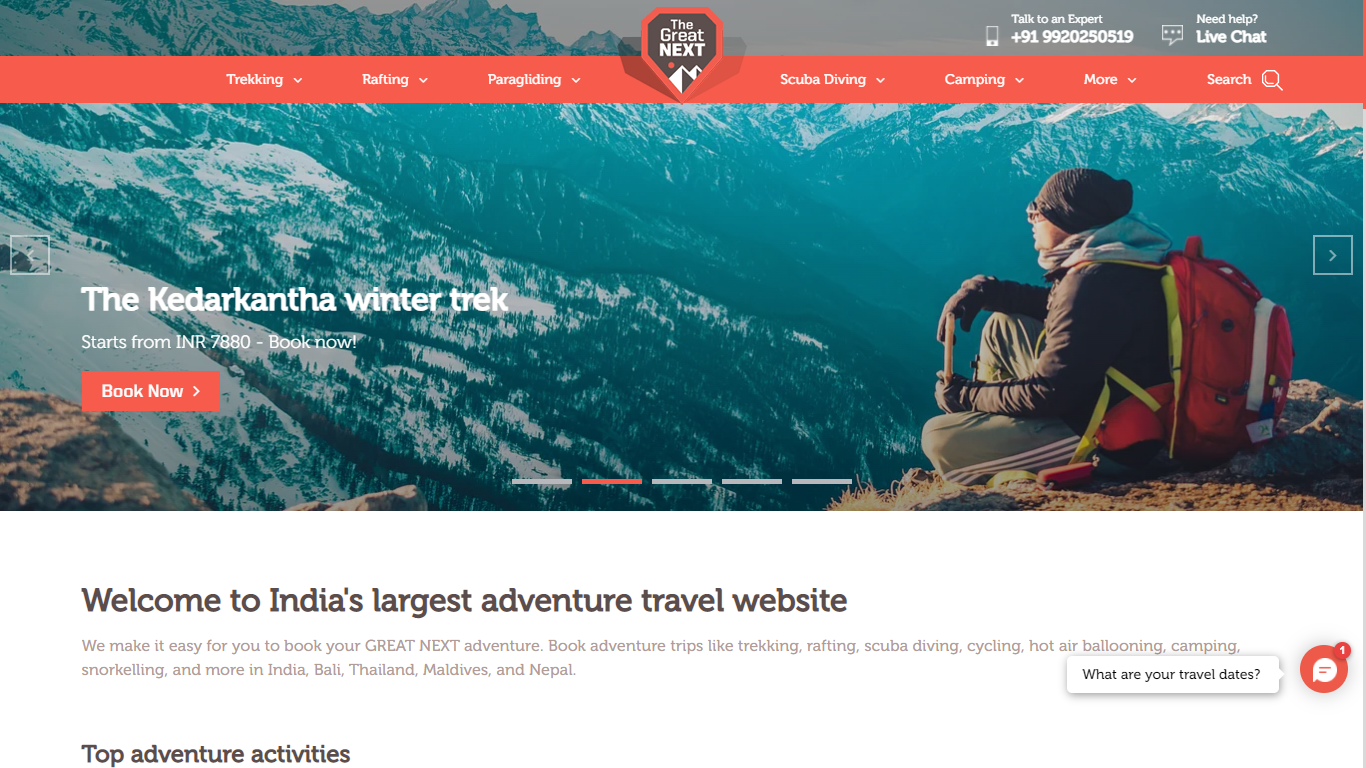 Talk to an Expert
+91 9920250519
Need help?
Live Chat
The
Great
NEXT
Trekking
Rafting
Paragliding
Scuba Diving
Camping
More
Search
The Kedarkantha winter trek
Starts from INR 7880 - Book now!
Book Now
Welcome to India's largest adventure travel website
We make it easy for you to book your GREAT NEXT adventure. Book adventure trips like trekking, rafting, scuba diving, cycling, hot air ballooning, camping,
snorkelling, and more in India, Bali, Thailand, Maldives, and Nepal.
1
What are your travel dates?
Top adventure activities